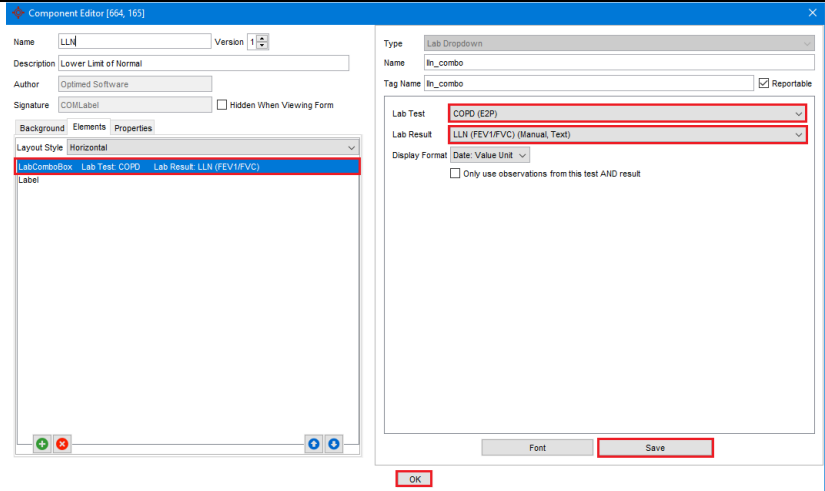 Component Editor [664, 165]
Name LLN Version 1
Description Lower Limit of Normal
Author Optimed Software
Signature COMLabel Hidden When Viewing Form
Background Elements Properties
Layout Style Horizontal
LabComboBox Lab Test: COPD Lab Result: LLN (FEV1/FVC)
Label
Type Lab Dropdown
Name lln_combo
Tag Name lln_combo Reportable
Lab Test COPD (E2P)
Lab Result LLN (FEV1/FVC) (Manual, Text)
Display Format Date: Value Unit
Only use observations from this test AND result
Font Save
OK